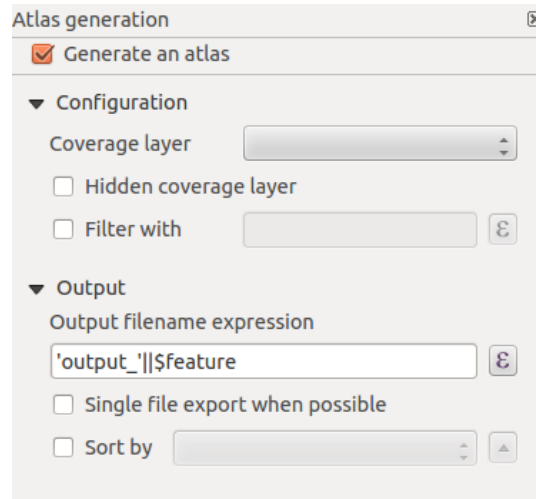 Atlas generation
Generate an atlas
Configuration
Coverage layer
Hidden coverage layer
Filter with ε
Output
Output filename expression
'output_'||$feature ε
Single file export when possible
Sort by